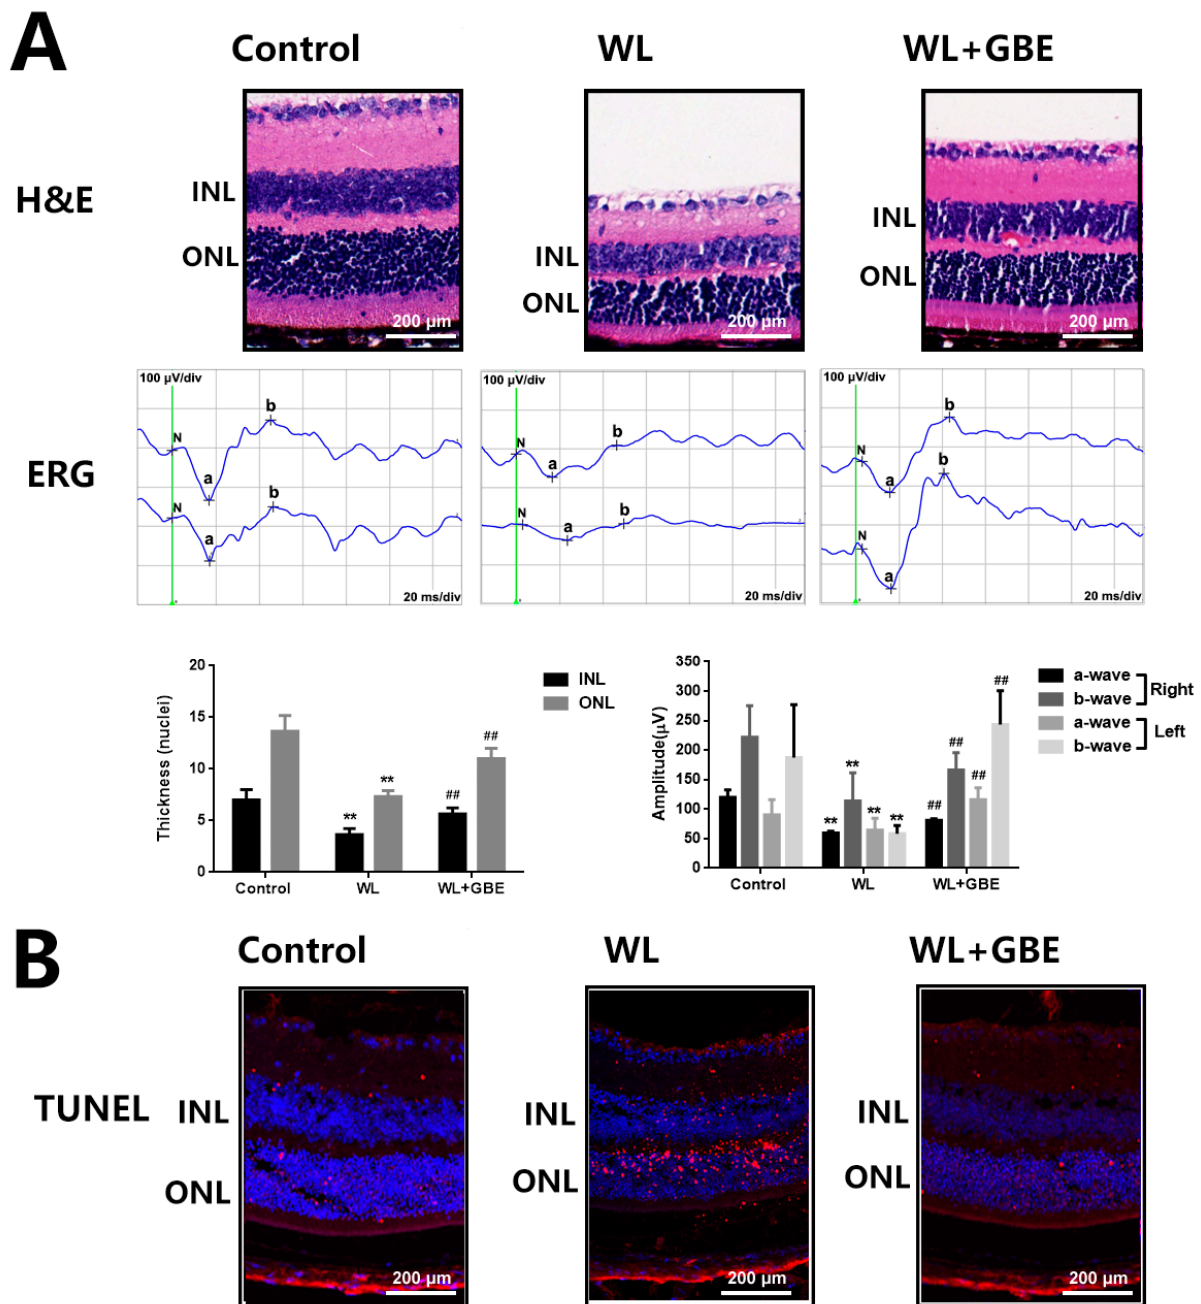 A
Control WL WL+GBE
H&E
INL
ONL
200 μm
INL
ONL
200 μm
INL
ONL
200 μm
ERG
100 μV/div
N
a
b
N
a
b
20 ms/div
100 μV/div
N
a
b
N
a
b
20 ms/div
100 μV/div
N
a
b
N
a
b
20 ms/div
Thickness (nuclei)
20
15
10
5
0
** **
## ##
Control WL WL+GBE
INL
ONL
Amplitude(μV)
350
300
250
200
150
100
50
0
** ** ** **
## ## ## ##
Control WL WL+GBE
a-wave
b-wave
Right
a-wave
b-wave
Left
B
Control WL WL+GBE
TUNEL
INL
ONL
200 μm
INL
ONL
200 μm
INL
ONL
200 μm